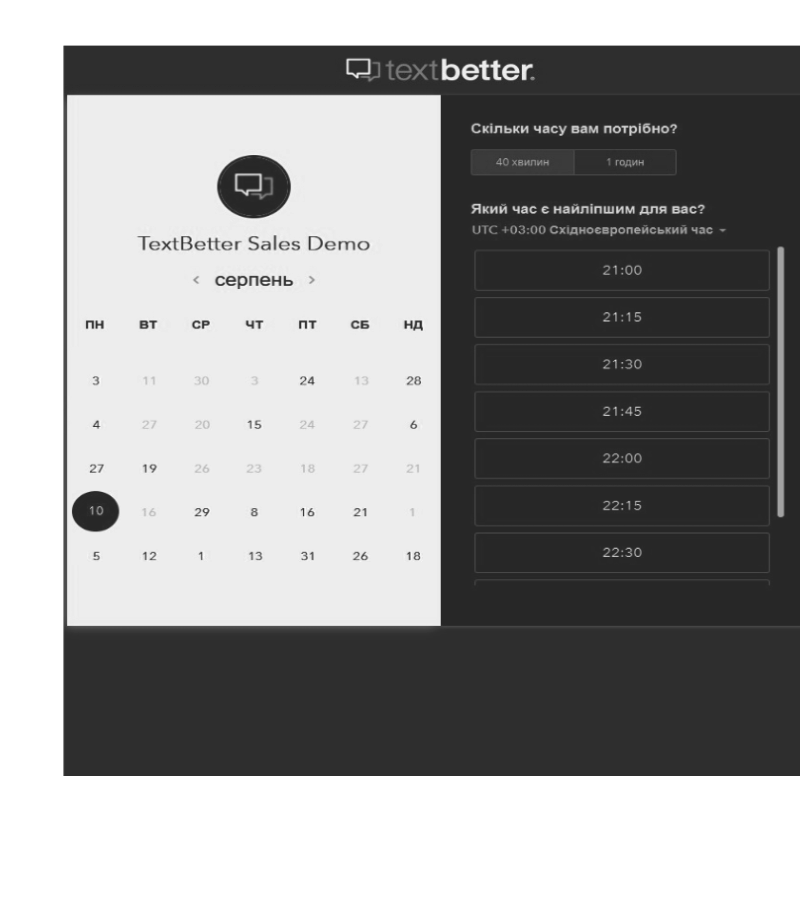 textbetter.
TextBetter Sales Demo
< серпень >
ПН ВТ СР ЧТ ПТ СБ НД
3 11 30 3 24 13 28
4 27 20 15 24 27 6
27 19 26 23 18 27 21
10 16 29 8 16 21 1
5 12 1 13 31 26 18
Скільки часу вам потрібно?
40 хвилин 1 годин
Який час є найліпшим для вас?
UTC +03:00 Східноєвропейський час
21:00
21:15
21:30
21:45
22:00
22:15
22:30